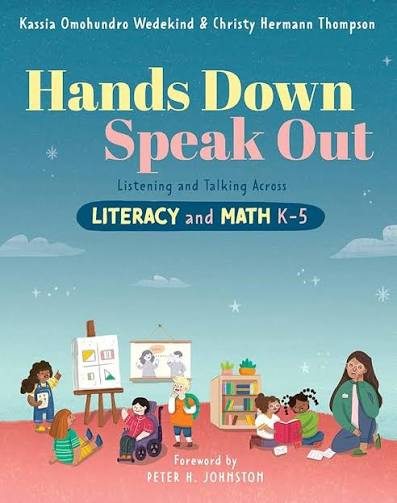 Kassia Omohundro Wedekind & Christy Hermann Thompson
Hands Down
Speak Out
Listening and Talking Across
LITERACY and MATH K–5
Foreword by
PETER H. JOHNSTON